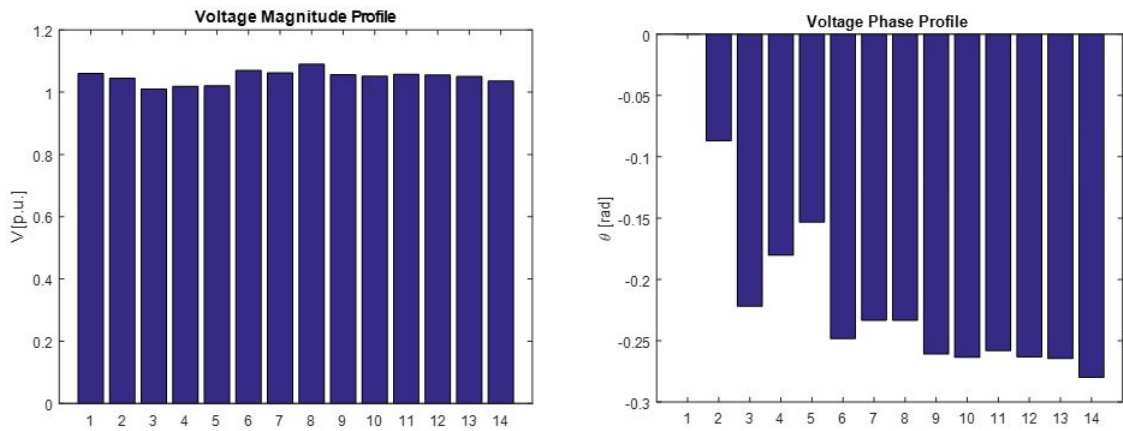 Voltage Magnitude Profile
1.2
1
0.8
0.6
0.4
0.2
0
V[p.u.]
1 2 3 4 5 6 7 8 9 10 11 12 13 14
Voltage Phase Profile
0
-0.05
-0.1
-0.15
-0.2
-0.25
-0.3
θ [rad]
1 2 3 4 5 6 7 8 9 10 11 12 13 14